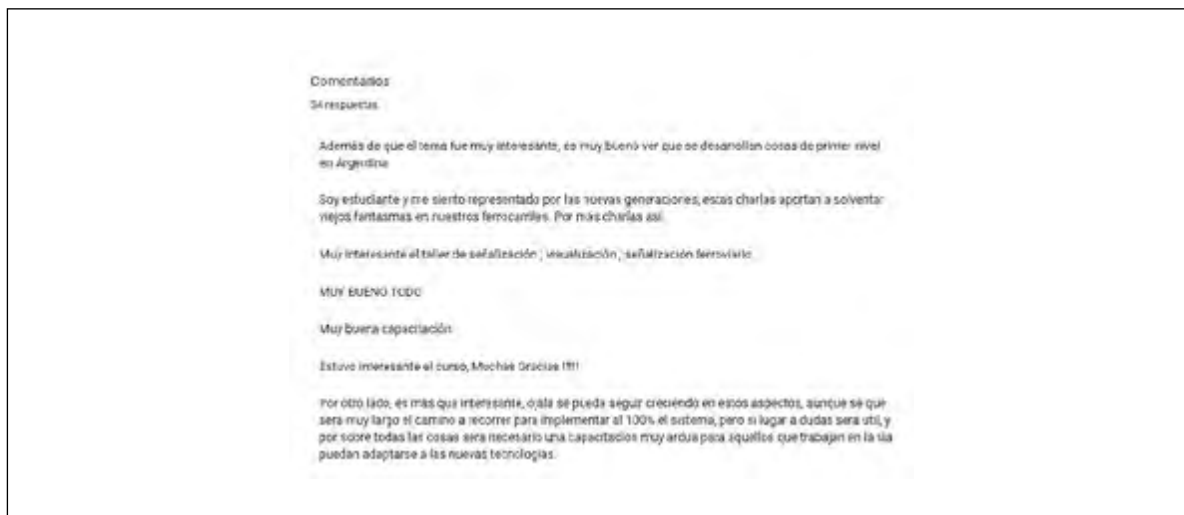 Comentarios
54 respuestas
Además de que el tema fue muy interesante, es muy bueno ver que se desarrollan cosas de primer nivel
en Argentina
Soy estudiante y me siento representado por las nuevas generaciones, estas charlas aportan a solventar
viejos fantasmas en nuestros ferrocarriles. Por mas charlas asi.
Muy interesante el taller de señalización , visualización , señalización ferroviario
MUY BUENO TODO
Muy buena capacitación
Estuvo interesante el curso, Muchas Gracias !!!!!
Por otro lado, es más que interesante, ojala se pueda seguir creciendo en estos aspectos, aunque se que
sera muy largo el camino a recorrer para implementar al 100% el sistema, pero si lugar a dudas sera util, y
por sobre todas las cosas sera necesario una capacitacion muy ardua para aquellos que trabajan en la via
puedan adaptarse a las nuevas tecnologias.